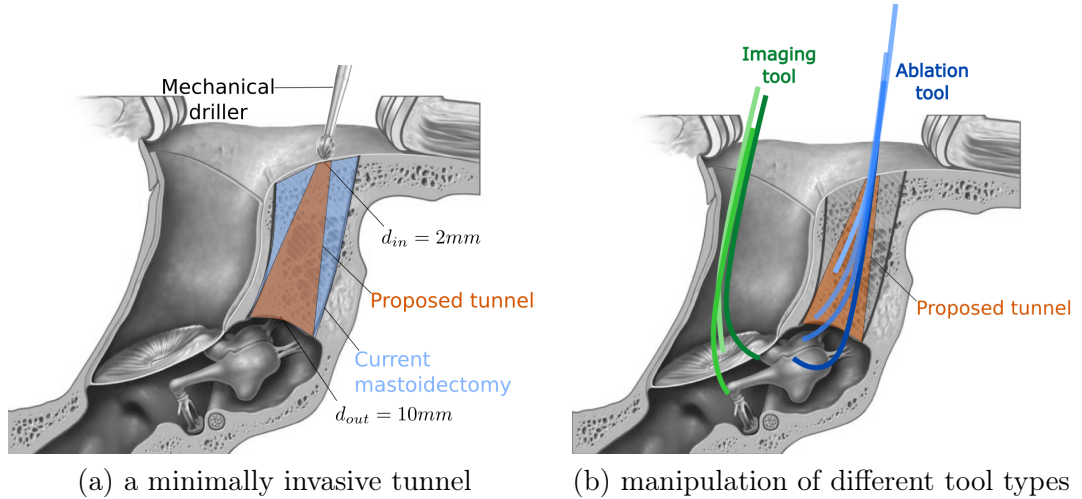 Mechanical
driller
d_in = 2mm
Proposed tunnel
Current
mastoidectomy
d_out = 10mm
(a) a minimally invasive tunnel
Imaging
tool
Ablation
tool
Proposed tunnel
(b) manipulation of different tool types